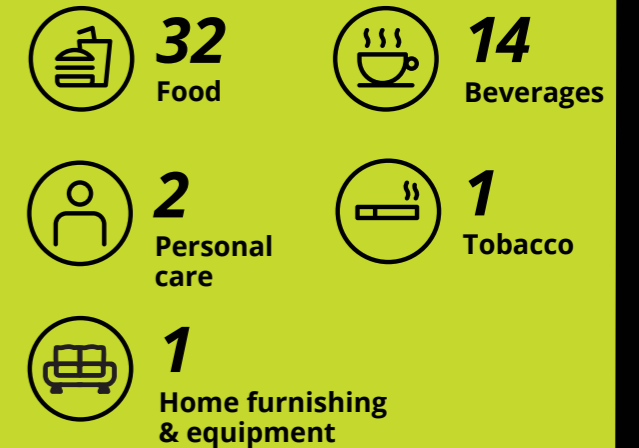 32
Food
14
Beverages
2
Personal
care
1
Tobacco
1
Home furnishing
& equipment